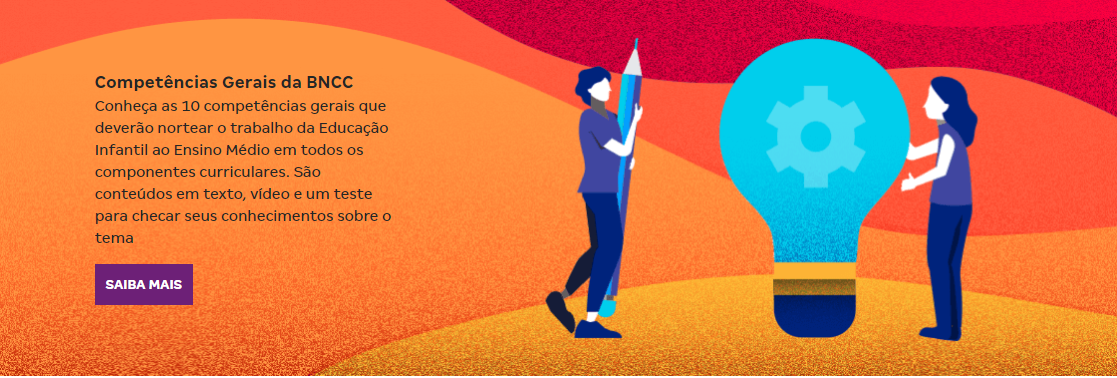 Competências Gerais da BNCC
Conheça as 10 competências gerais que
deverão nortear o trabalho da Educação
Infantil ao Ensino Médio em todos os
componentes curriculares. São
conteúdos em texto, vídeo e um teste
para checar seus conhecimentos sobre o
tema
SAIBA MAIS